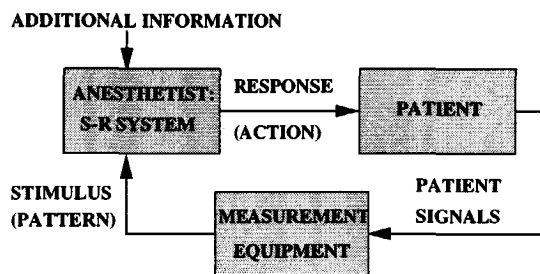 ADDITIONAL INFORMATION
ANESTHETIST:
S-R SYSTEM
RESPONSE
(ACTION)
PATIENT
STIMULUS
(PATTERN)
MEASUREMENT
EQUIPMENT
PATIENT
SIGNALS